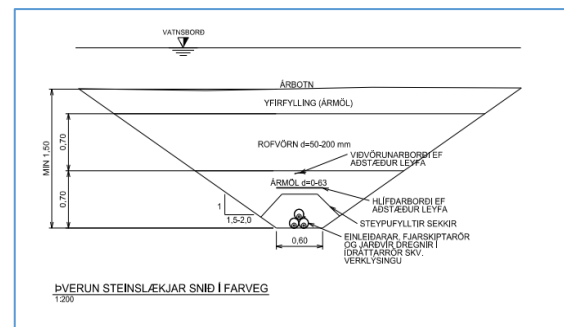 VATNSBORÐ
ÁRBOTN
YFIRFYLLING (ÁRMÖL)
MIN 1,50
0,70
ROFVÖRN d=50-200 mm
VIÐVÖRUNARBORÐI EF
AÐSTÆÐUR LEYFA
0,70
ÁRMÖL d=0-63
HLÍFÐARBORÐI EF
AÐSTÆÐUR LEYFA
1
1,5-2,0
STEYPUFYLLTIR SEKKIR
0,60
EINLEIÐARAR, FJARSKIPTARÖR
OG JARÐVÍR DREGNIR Í
ÍDRÁTTARRÖR SKV.
VERKLÝSINGU
ÞVERUN STEINSLÆKJAR SNIÐ Í FARVEG
1:200